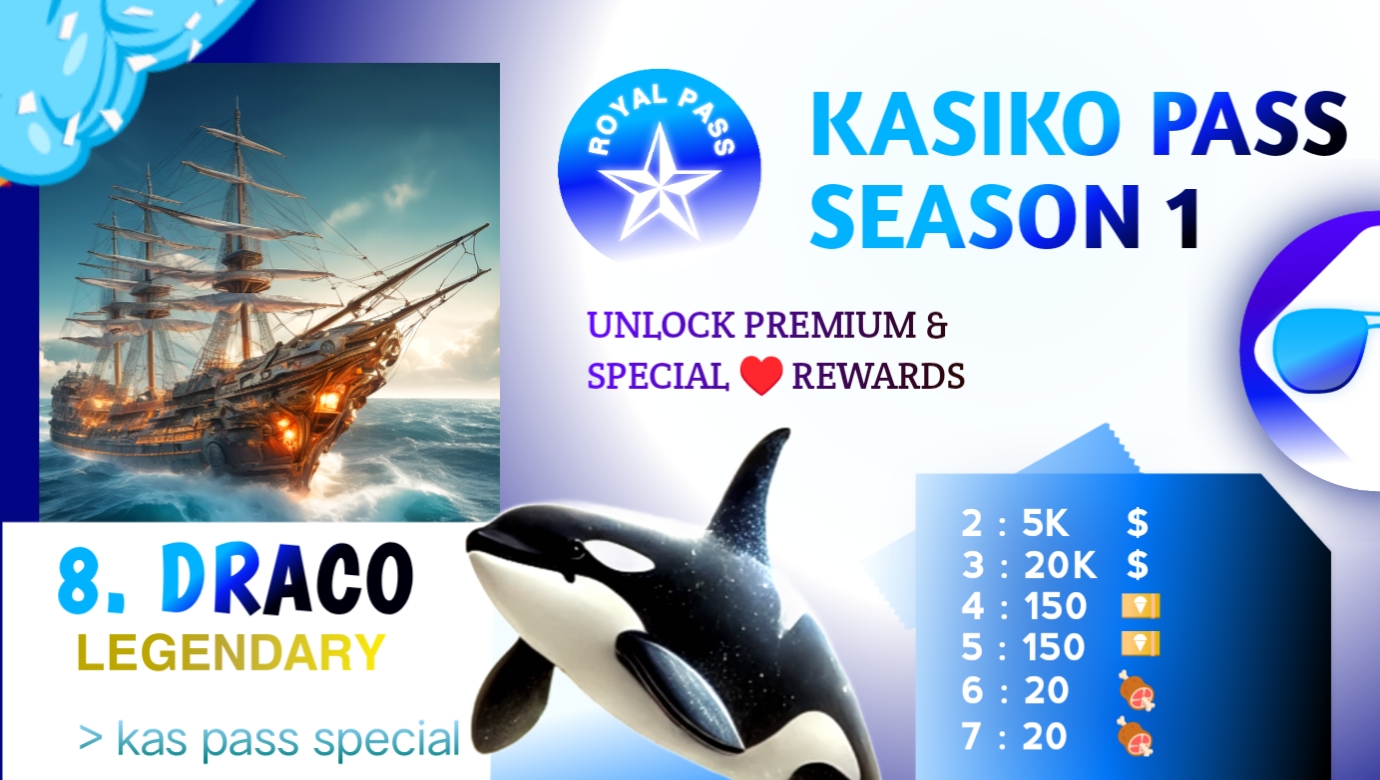 ROYAL PASS
KASIKO PASS
SEASON 1
UNLOCK PREMIUM &
SPECIAL ❤️ REWARDS
2 : 5K $
3 : 20K $
4 : 150
5 : 150
6 : 20 🍖
7 : 20 🍖
8. DRACO
LEGENDARY
> kas pass special